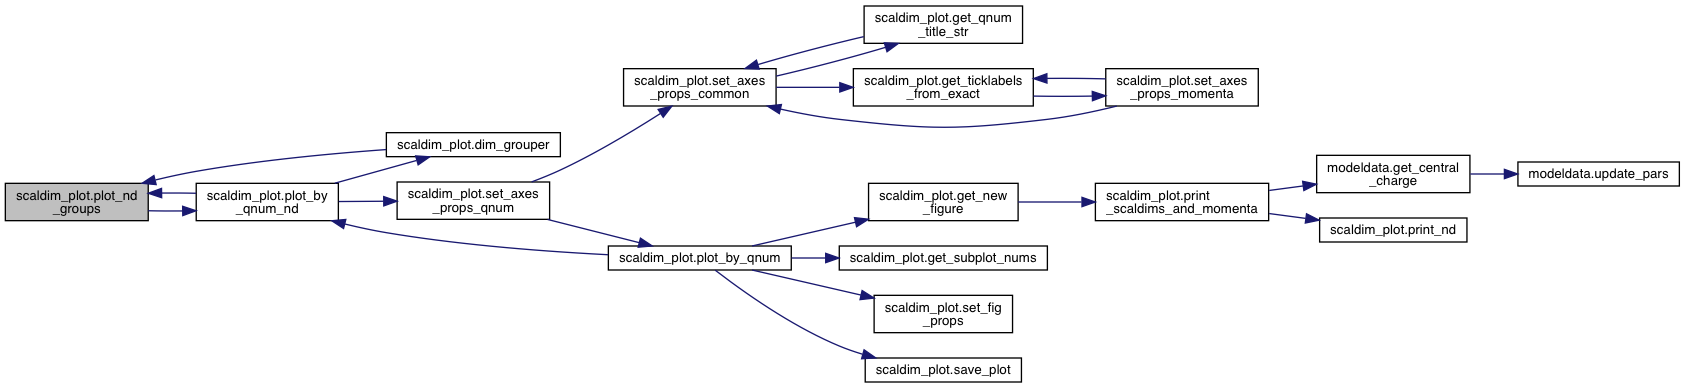 scaldim_plot.plot_nd
_groups
scaldim_plot.plot_by
_qnum_nd
scaldim_plot.dim_grouper
scaldim_plot.set_axes
_props_qnum
scaldim_plot.set_axes
_props_common
scaldim_plot.plot_by_qnum
scaldim_plot.get_qnum
_title_str
scaldim_plot.get_ticklabels
_from_exact
scaldim_plot.set_axes
_props_momenta
scaldim_plot.get_new
_figure
scaldim_plot.get_subplot_nums
scaldim_plot.set_fig
_props
scaldim_plot.save_plot
scaldim_plot.print
_scaldims_and_momenta
modeldata.get_central
_charge
scaldim_plot.print_nd
modeldata.update_pars